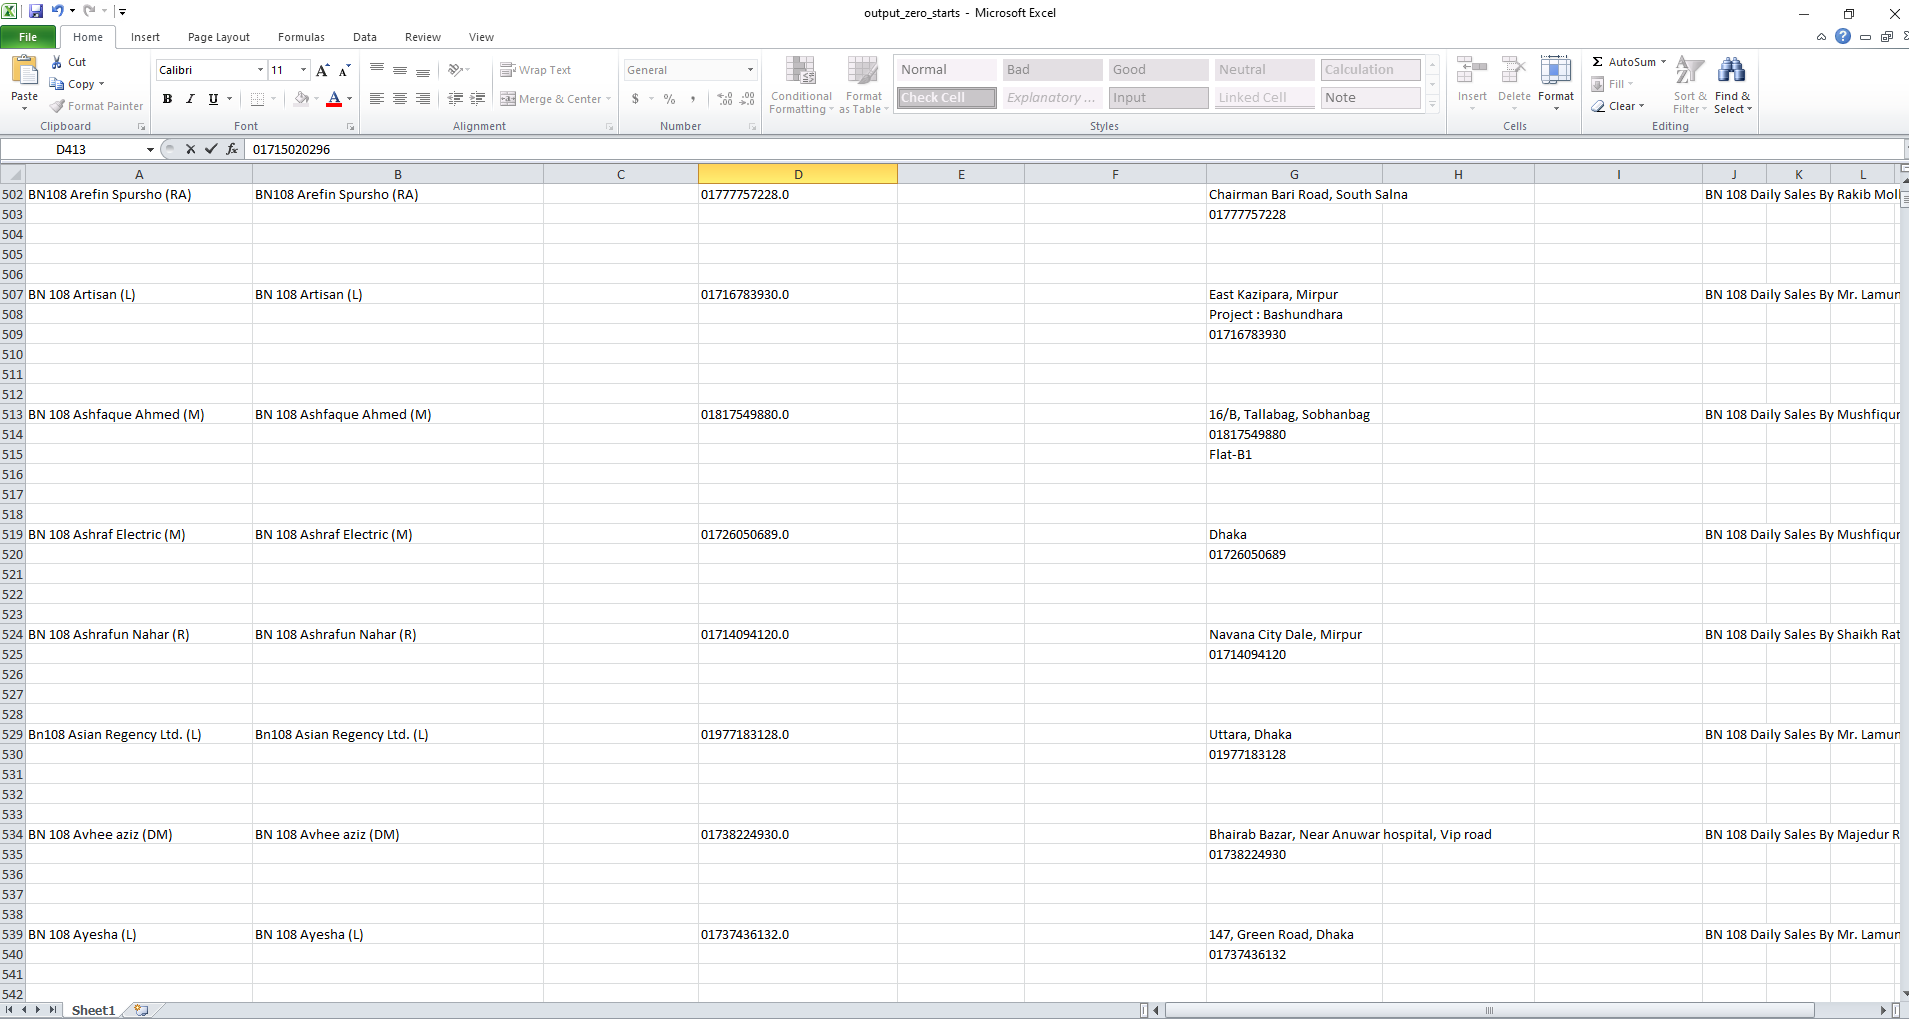 output_zero_starts - Microsoft Excel
File Home Insert Page Layout Formulas Data Review View
Paste Cut Copy Format Painter
Calibri 11
Wrap Text
Merge & Center
General
Conditional Formatting
Format as Table
Normal Bad Good Neutral Calculation
Check Cell Explanatory ... Input Linked Cell Note
Insert Delete Format
AutoSum
Fill
Clear
Sort & Filter
Find & Select
Clipboard Font Alignment Number Styles Cells Editing
D413 fx 01715020296
A B C D E F G H I J K L
502 BN108 Arefin Spursho (RA) BN108 Arefin Spursho (RA) 01777757228.0 Chairman Bari Road, South Salna BN 108 Daily Sales By Rakib Mol
503 01777757228
504
505
506
507 BN 108 Artisan (L) BN 108 Artisan (L) 01716783930.0 East Kazipara, Mirpur BN 108 Daily Sales By Mr. Lamun
508 Project : Bashundhara
509 01716783930
510
511
512
513 BN 108 Ashfaque Ahmed (M) BN 108 Ashfaque Ahmed (M) 01817549880.0 16/B, Tallabag, Sobhanbag BN 108 Daily Sales By Mushfiqur
514 01817549880
515 Flat-B1
516
517
518
519 BN 108 Ashraf Electric (M) BN 108 Ashraf Electric (M) 01726050689.0 Dhaka BN 108 Daily Sales By Mushfiqur
520 01726050689
521
522
523
524 BN 108 Ashrafun Nahar (R) BN 108 Ashrafun Nahar (R) 01714094120.0 Navana City Dale, Mirpur BN 108 Daily Sales By Shaikh Rat
525 01714094120
526
527
528
529 Bn108 Asian Regency Ltd. (L) Bn108 Asian Regency Ltd. (L) 01977183128.0 Uttara, Dhaka BN 108 Daily Sales By Mr. Lamun
530 01977183128
531
532
533
534 BN 108 Avhee aziz (DM) BN 108 Avhee aziz (DM) 01738224930.0 Bhairab Bazar, Near Anuwar hospital, Vip road BN 108 Daily Sales By Majedur R
535 01738224930
536
537
538
539 BN 108 Ayesha (L) BN 108 Ayesha (L) 01737436132.0 147, Green Road, Dhaka BN 108 Daily Sales By Mr. Lamun
540 01737436132
541
542
Sheet1